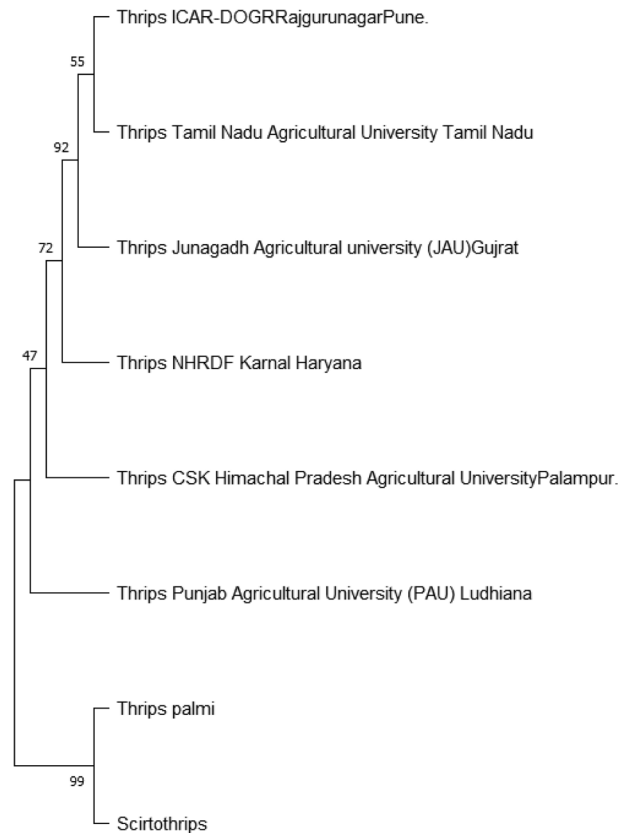 Thrips ICAR-DOGRRajgurunagarPune.
55
Thrips Tamil Nadu Agricultural University Tamil Nadu
92
Thrips Junagadh Agricultural university (JAU)Gujrat
72
Thrips NHRDF Karnal Haryana
47
Thrips CSK Himachal Pradesh Agricultural UniversityPalampur.
Thrips Punjab Agricultural University (PAU) Ludhiana
Thrips palmi
99
Scirtothrips